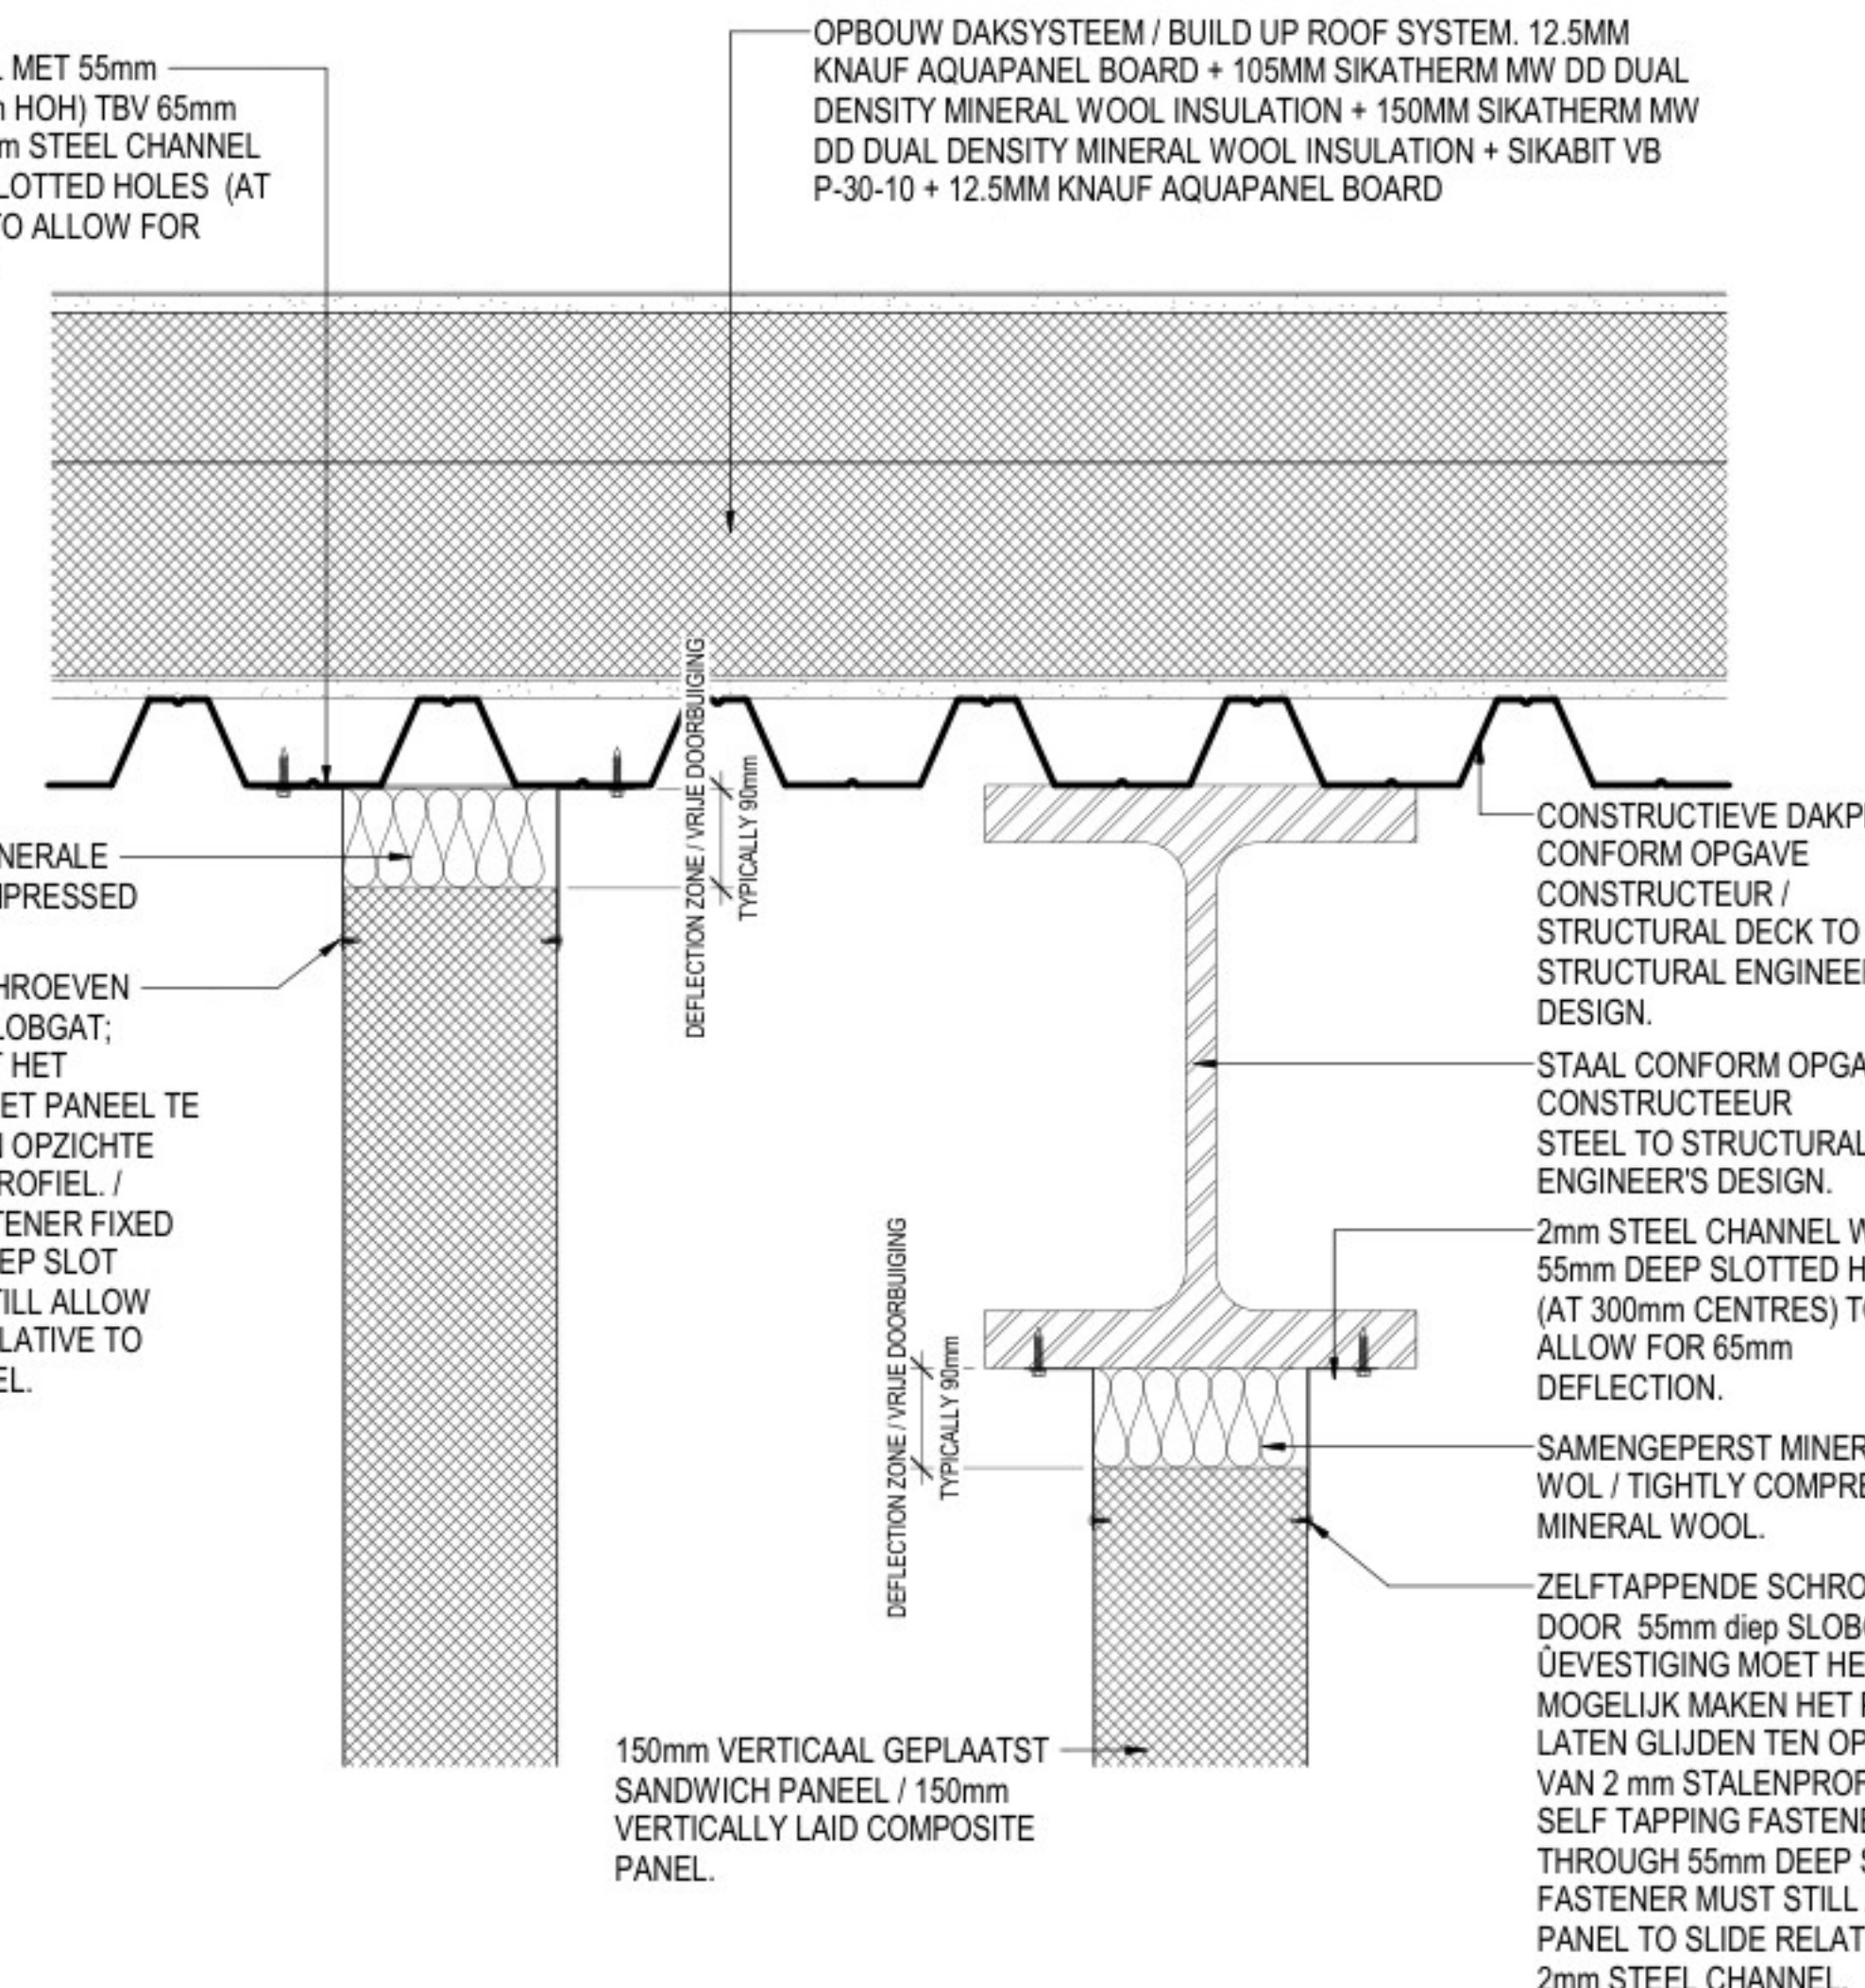 L MET 55mm
HOH) TBV 65mm
STEEL CHANNEL
LOTTED HOLES (AT
TO ALLOW FOR
OPBOUW DAKSYSTEEM / BUILD UP ROOF SYSTEM. 12.5MM
KNAUF AQUAPANEL BOARD + 105MM SIKATHERM MW DD DUAL
DENSITY MINERAL WOOL INSULATION + 150MM SIKATHERM MW
DD DUAL DENSITY MINERAL WOOL INSULATION + SIKABIT VB
P-30-10 + 12.5MM KNAUF AQUAPANEL BOARD
DEFLECTION ZONE / VRIJE DOORBUIGING
TYPICALLY 90mm
NERALE
MPRESSED
HROEVEN
LOBGAT;
T HET
ET PANEEL TE
N OPZICHTE
ROFIEL. /
TENER FIXED
EEP SLOT
TILL ALLOW
LATIVE TO
EL.
CONSTRUCTIEVE DAKP
CONFORM OPGAVE
CONSTRUCTEUR /
STRUCTURAL DECK TO
STRUCTURAL ENGINEE
DESIGN.
STAAL CONFORM OPGA
CONSTRUCTEEUR
STEEL TO STRUCTURAL
ENGINEER'S DESIGN.
DEFLECTION ZONE / VRIJE DOORBUIGING
TYPICALLY 90mm
2mm STEEL CHANNEL W
55mm DEEP SLOTTED H
(AT 300mm CENTRES) TO
ALLOW FOR 65mm
DEFLECTION.
SAMENGEPERST MINER
WOL / TIGHTLY COMPRE
MINERAL WOOL.
ZELFTAPPENDE SCHRO
DOOR 55mm diep SLOB
ÛEVESTIGING MOET HE
MOGELIJK MAKEN HET
LATEN GLIJDEN TEN OP
VAN 2 mm STALENPROF
SELF TAPPING FASTENE
THROUGH 55mm DEEP S
FASTENER MUST STILL
PANEL TO SLIDE RELAT
2mm STEEL CHANNEL.
150mm VERTICAAL GEPLAATST
SANDWICH PANEEL / 150mm
VERTICALLY LAID COMPOSITE
PANEL.